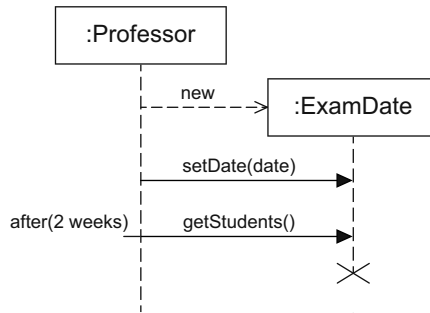 :Professor
new
:ExamDate
setDate(date)
after(2 weeks)
getStudents()